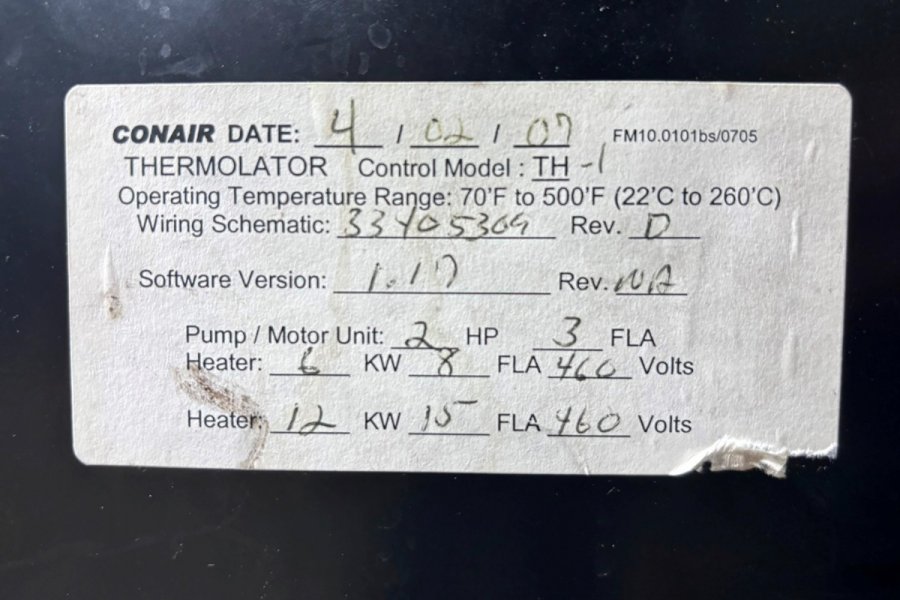 CONAIR DATE: 4 / 02 / 07 FM10.0101bs/0705
THERMOLATOR Control Model : TH -1
Operating Temperature Range: 70'F to 500'F (22'C to 260'C)
Wiring Schematic: 33405309 Rev. D
Software Version: 1.17 Rev. NA
Pump / Motor Unit: 2 HP 3 FLA
Heater: 6 KW 8 FLA 460 Volts
Heater: 12 KW 15 FLA 460 Volts